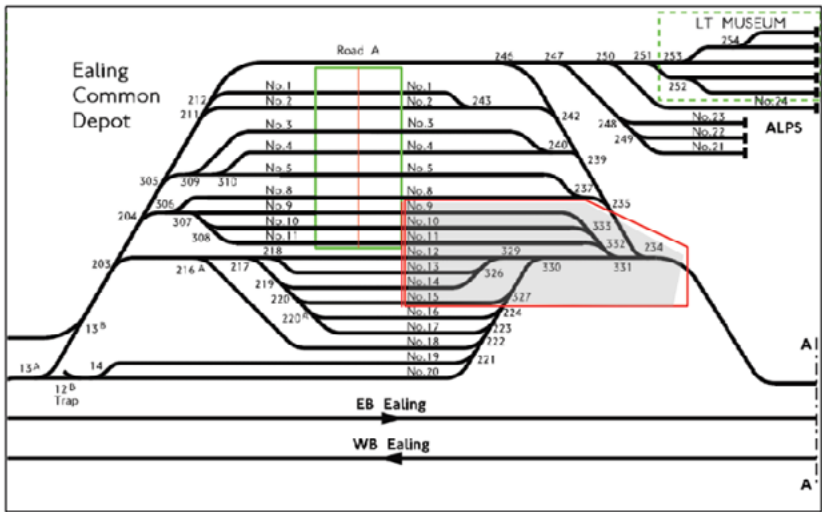 LT MUSEUM
254
Road A
246
247
250
251
253
Ealing
Common
Depot
252
212
No.1
No.1
211
No.2
No.2
243
No.24
242
No.3
No.3
248
No.23
ALPS
249
No.22
No.4
No.4
240
No.21
239
305
309
310
No.5
No.5
237
306
No.8
No.8
235
204
No.9
No.9
307
No.10
No.10
333
308
No.11
No.11
332
234
203
218
No.12
329
330
331
216A
217
No.13
326
219
No.14
220
No.15
327
220A
No.16
224
13B
No.17
223
No.18
222
No.19
221
13A
14
No.20
12B
Trap
A
EB Ealing
WB Ealing
A